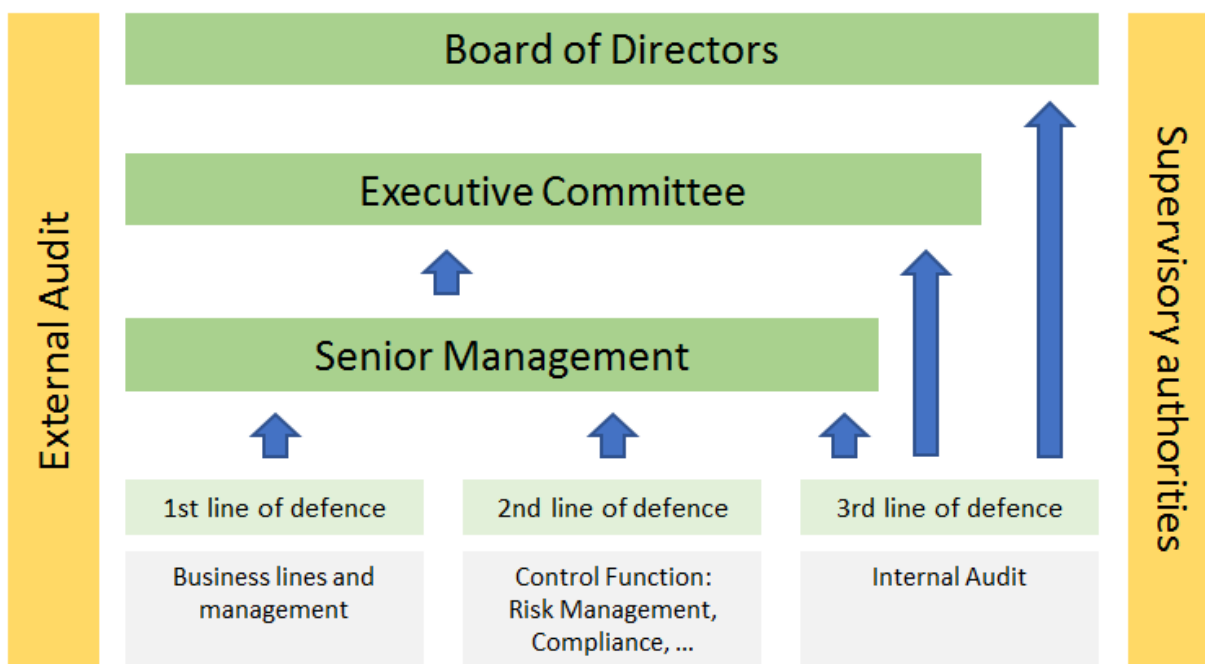 External Audit
Board of Directors
Executive Committee
Senior Management
1st line of defence
2nd line of defence
3rd line of defence
Business lines and
management
Control Function:
Risk Management,
Compliance, ...
Internal Audit
Supervisory authorities